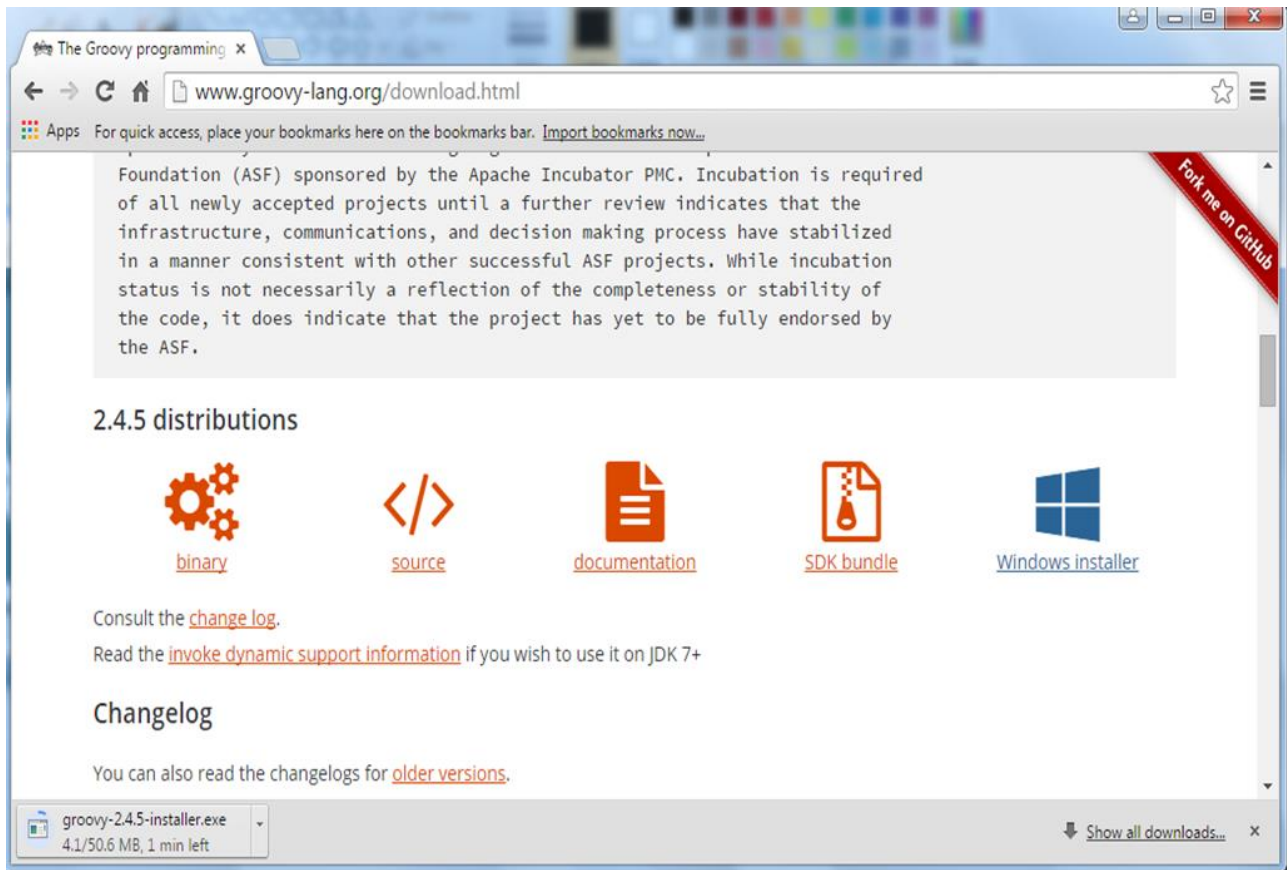 The Groovy programming
www.groovy-lang.org/download.html
Apps For quick access, place your bookmarks here on the bookmarks bar. Import bookmarks now...
Foundation (ASF) sponsored by the Apache Incubator PMC. Incubation is required
of all newly accepted projects until a further review indicates that the
infrastructure, communications, and decision making process have stabilized
in a manner consistent with other successful ASF projects. While incubation
status is not necessarily a reflection of the completeness or stability of
the code, it does indicate that the project has yet to be fully endorsed by
the ASF.
Fork me on GitHub
2.4.5 distributions
binary
source
documentation
SDK bundle
Windows installer
Consult the change log.
Read the invoke dynamic support information if you wish to use it on JDK 7+
Changelog
You can also read the changelogs for older versions.
groovy-2.4.5-installer.exe
4.1/50.6 MB, 1 min left
Show all downloads...